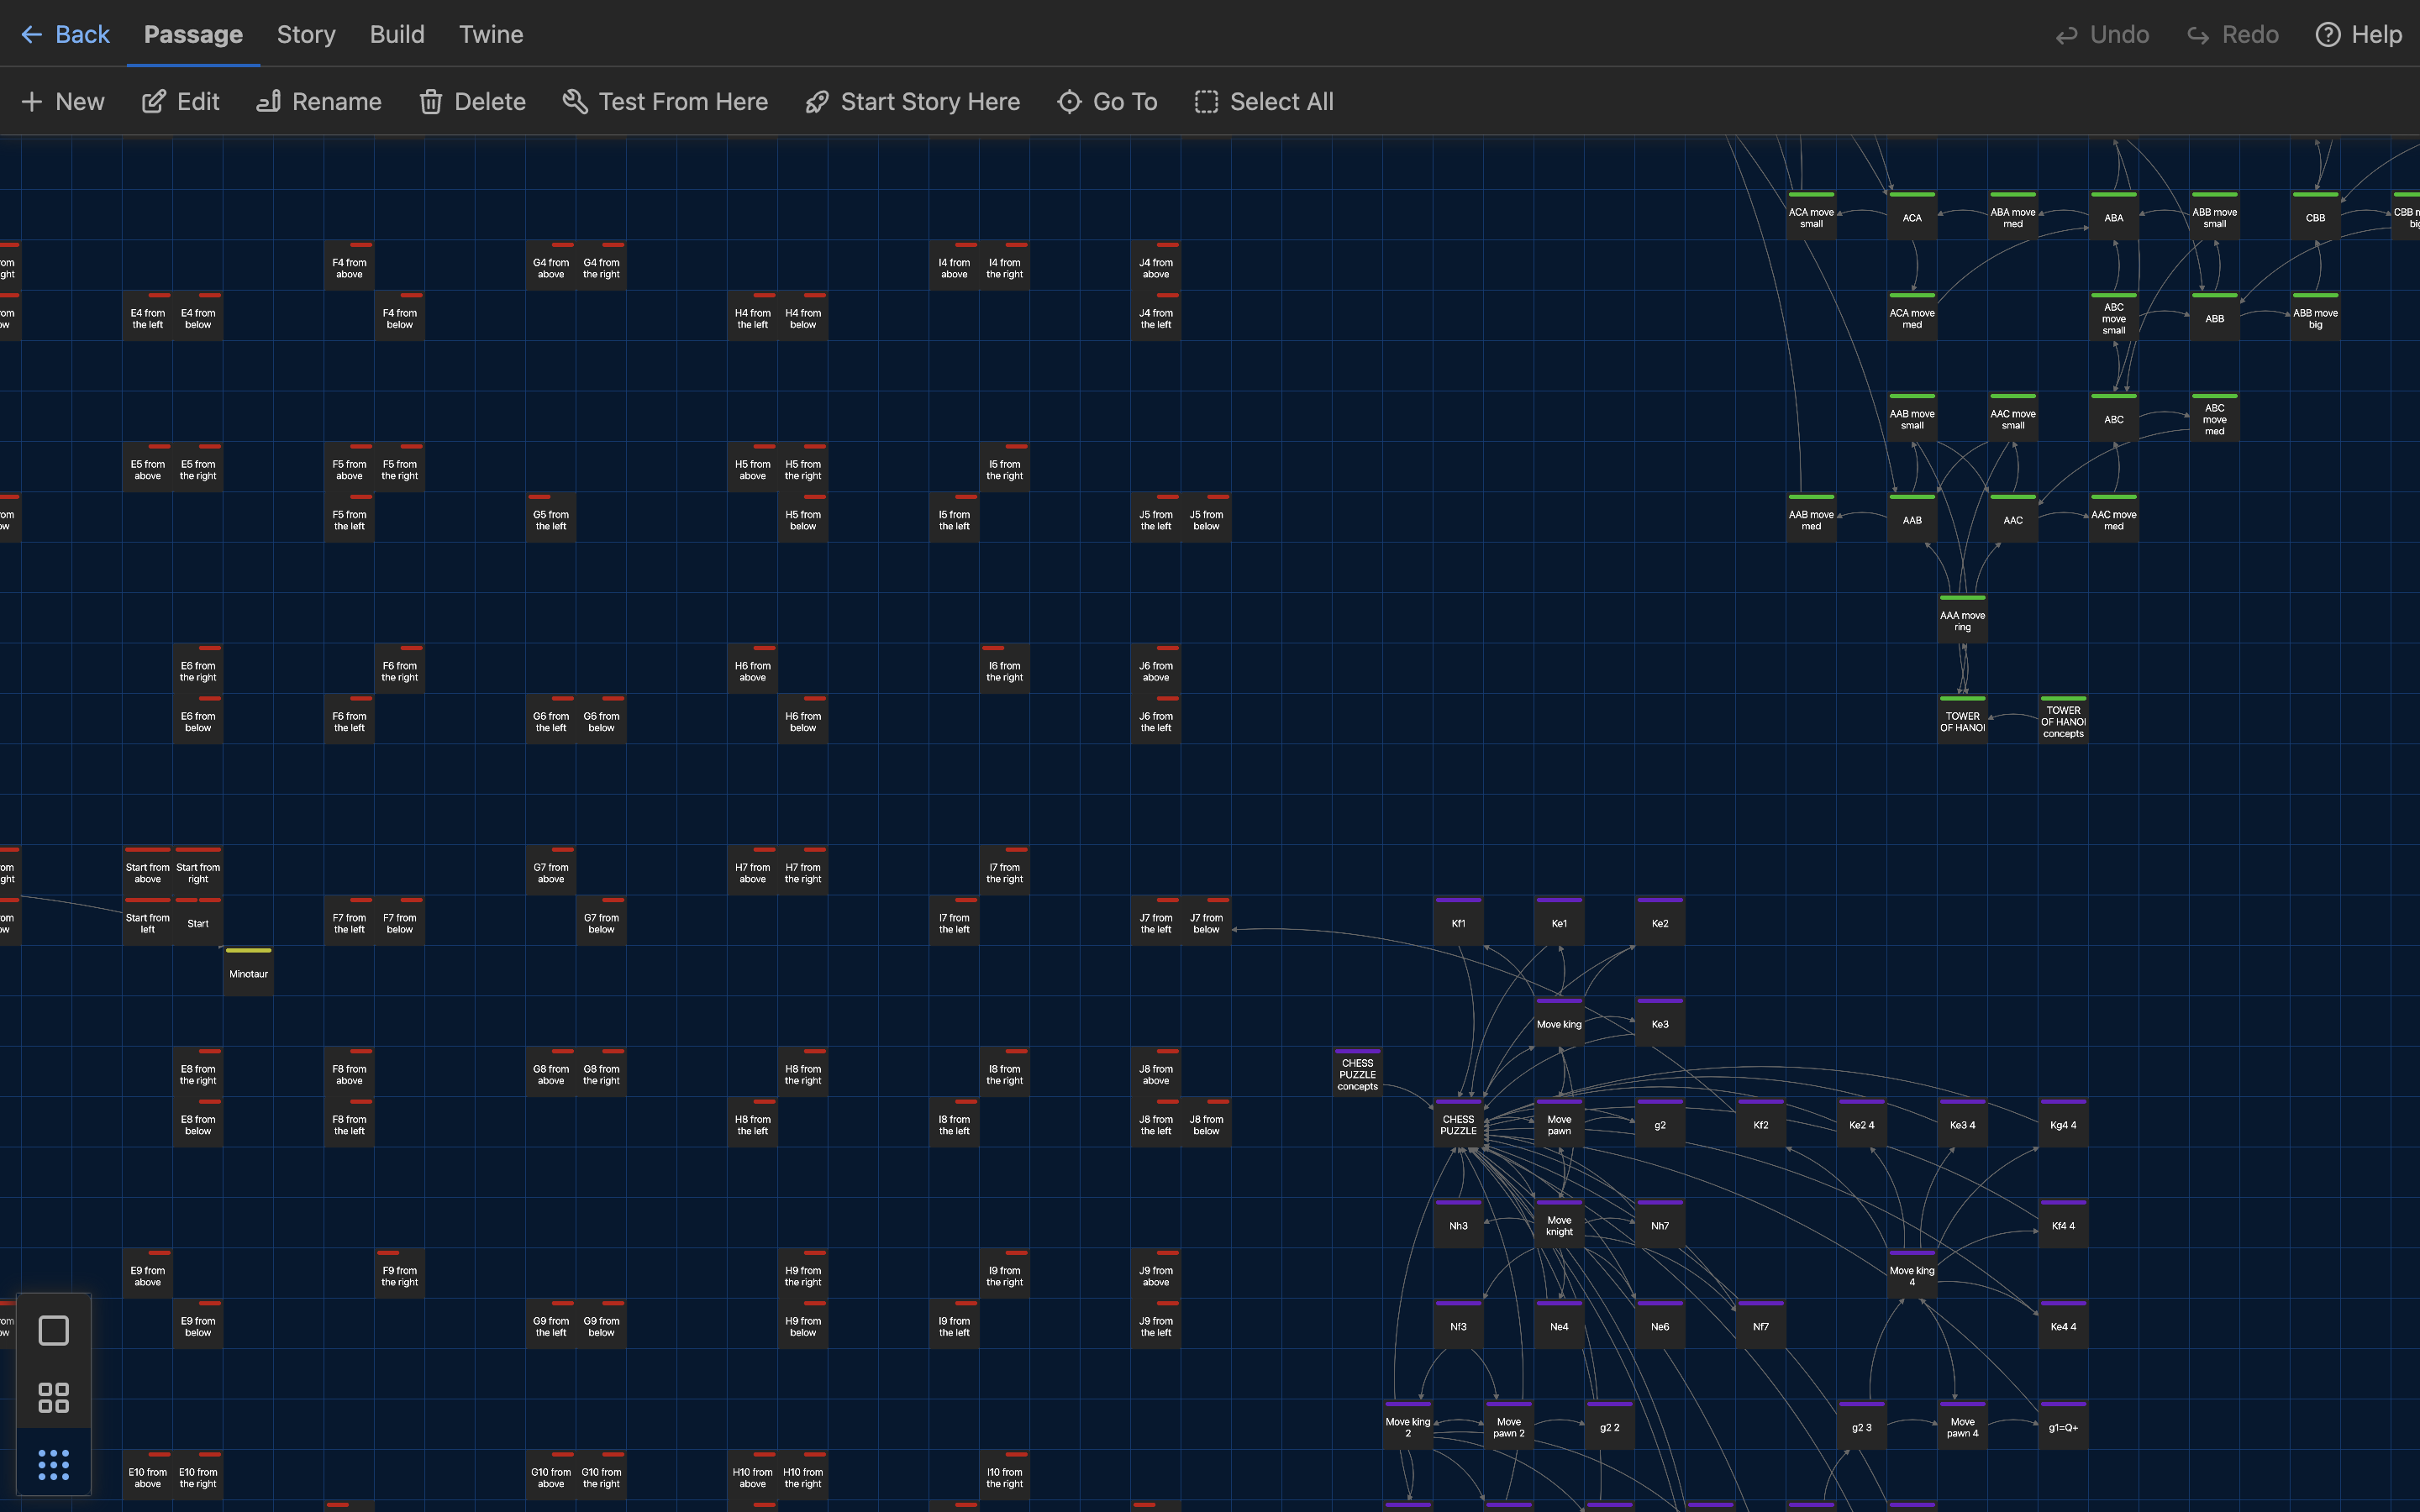 Back Passage Story Build Twine Undo Redo Help
New Edit Rename Delete Test From Here Start Story Here Go To Select All
ACA move
small
ACA
ABA move
med
ABA
ABB move
small
CBB
F4 from
above
G4 from
above
G4 from
the right
I4 from
above
I4 from
the right
J4 from
above
E4 from
the left
E4 from
below
F4 from
below
H4 from
the left
H4 from
below
J4 from
the left
ACA move
med
ABC
move
small
ABB
ABB move
big
AAB move
small
AAC move
small
ABC
ABC
move
med
E5 from
above
E5 from
the right
F5 from
above
F5 from
the right
H5 from
above
H5 from
the right
I5 from
the right
F5 from
the left
G5 from
the left
H5 from
below
I5 from
the left
J5 from
the left
J5 from
below
AAB move
med
AAB
AAC
AAC move
med
AAA move
ring
E6 from
the right
F6 from
the right
H6 from
above
I6 from
the right
J6 from
above
E6 from
below
F6 from
the left
G6 from
the left
G6 from
below
H6 from
below
J6 from
the left
TOWER
OF HANOI
TOWER
OF HANOI
concepts
Start from
above
Start from
right
G7 from
above
H7 from
above
H7 from
the right
I7 from
the right
Start from
left
Start
F7 from
the left
F7 from
below
G7 from
below
I7 from
the left
J7 from
the left
J7 from
below
Kf1
Ke1
Ke2
Minotaur
Move king
Ke3
E8 from
the right
F8 from
above
G8 from
above
G8 from
the right
H8 from
the right
I8 from
the right
J8 from
above
CHESS
PUZZLE
concepts
E8 from
below
F8 from
the left
H8 from
the left
I8 from
the left
J8 from
the left
J8 from
below
CHESS
PUZZLE
Move
pawn
g2
Kf2
Ke2 4
Ke3 4
Kg4 4
Nh3
Move
knight
Nh7
Kf4 4
E9 from
above
F9 from
the right
H9 from
the right
I9 from
the right
J9 from
above
Move king
4
E9 from
below
G9 from
the left
G9 from
below
H9 from
below
I9 from
the left
J9 from
the left
Nf3
Ne4
Ne6
Nf7
Ke4 4
Move king
2
Move
pawn 2
g2 2
g2 3
Move
pawn 4
g1=Q+
E10 from
above
E10 from
the right
G10 from
above
G10 from
the right
H10 from
above
H10 from
the right
I10 from
the right